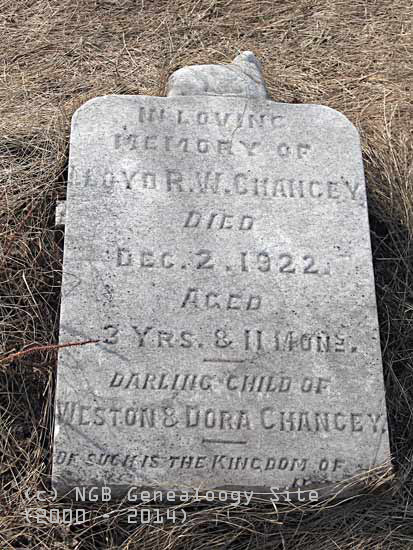 IN LOVING
MEMORY OF
LLOYD R. W. CHANCEY
DIED
DEC. 2, 1922.
AGED
3 YRS. & 11 MONS.
DARLING CHILD OF
WESTON & DORA CHANCEY.
OF SUCH IS THE KINGDOM OF
(c) NGB Genealoogy Site
(2000 - 2014)